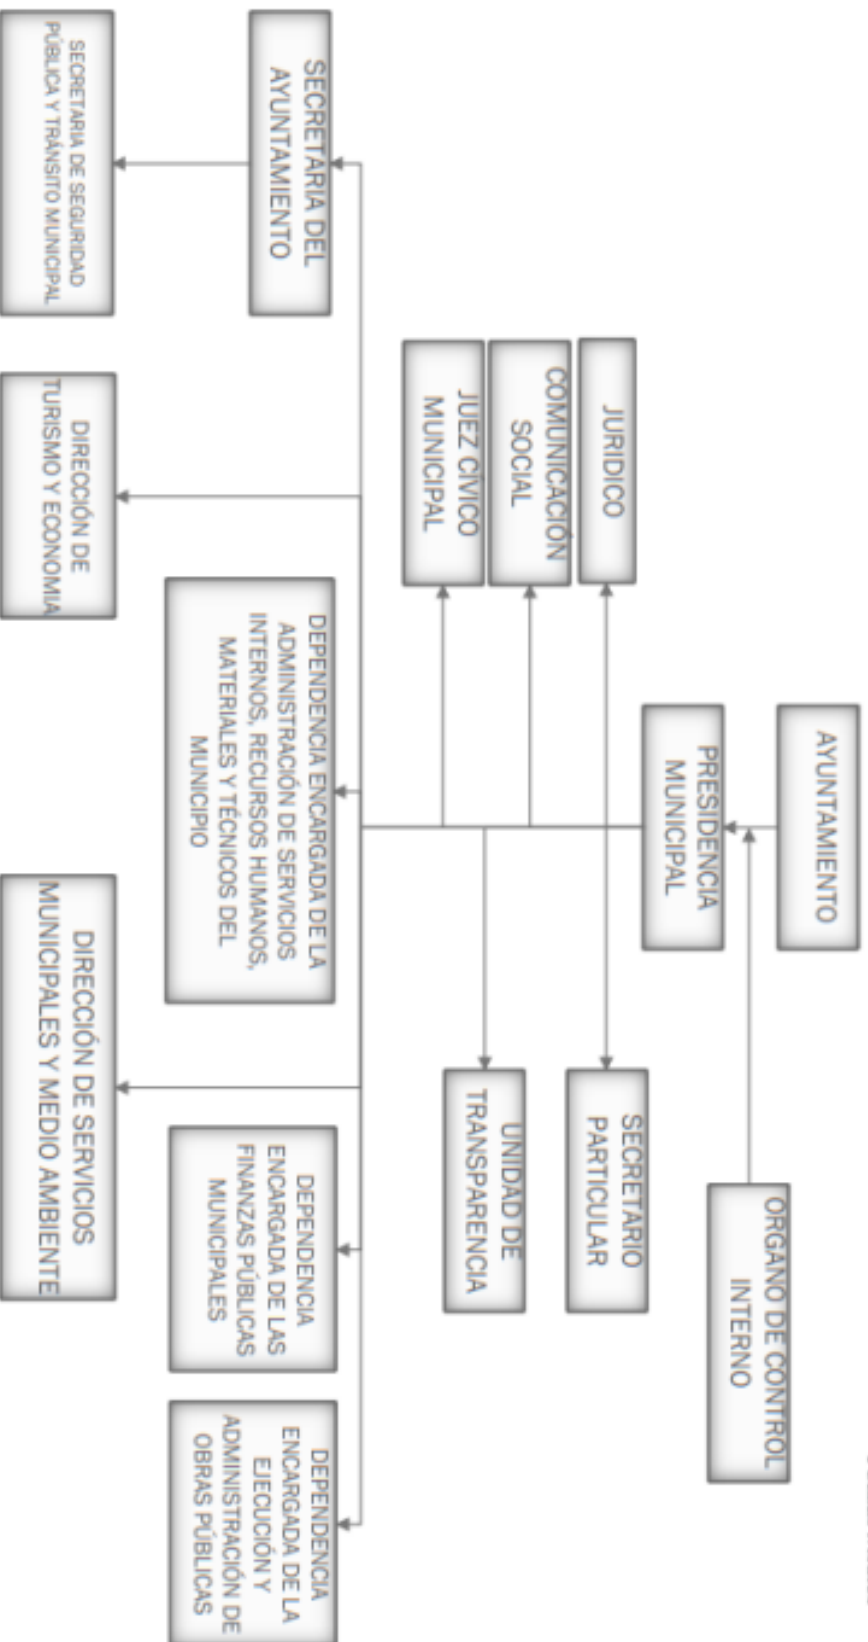 AYUNTAMIENTO
ORGANO DE CONTROL
INTERNO
PRESIDENCIA
MUNICIPAL
JURIDICO
SECRETARIO
PARTICULAR
COMUNICACIÓN
SOCIAL
UNIDAD DE
TRANSPARENCIA
JUEZ CÍVICO
MUNICIPAL
SECRETARIA DEL
AYUNTAMIENTO
DEPENDENCIA ENCARGADA DE LA
ADMINISTRACIÓN DE SERVICIOS
INTERNOS, RECURSOS HUMANOS,
MATERIALES Y TÉCNICOS DEL
MUNICIPIO
DEPENDENCIA
ENCARGADA DE LAS
FINANZAS PÚBLICAS
MUNICIPALES
DEPENDENCIA
ENCARGADA DE LA
EJECUCIÓN Y
ADMINISTRACIÓN DE
OBRAS PÚBLICAS
SECRETARIA DE SEGURIDAD
PÚBLICA Y TRÁNSITO MUNICIPAL
DIRECCIÓN DE
TURISMO Y ECONOMIA
DIRECCIÓN DE SERVICIOS
MUNICIPALES Y MEDIO AMBIENTE